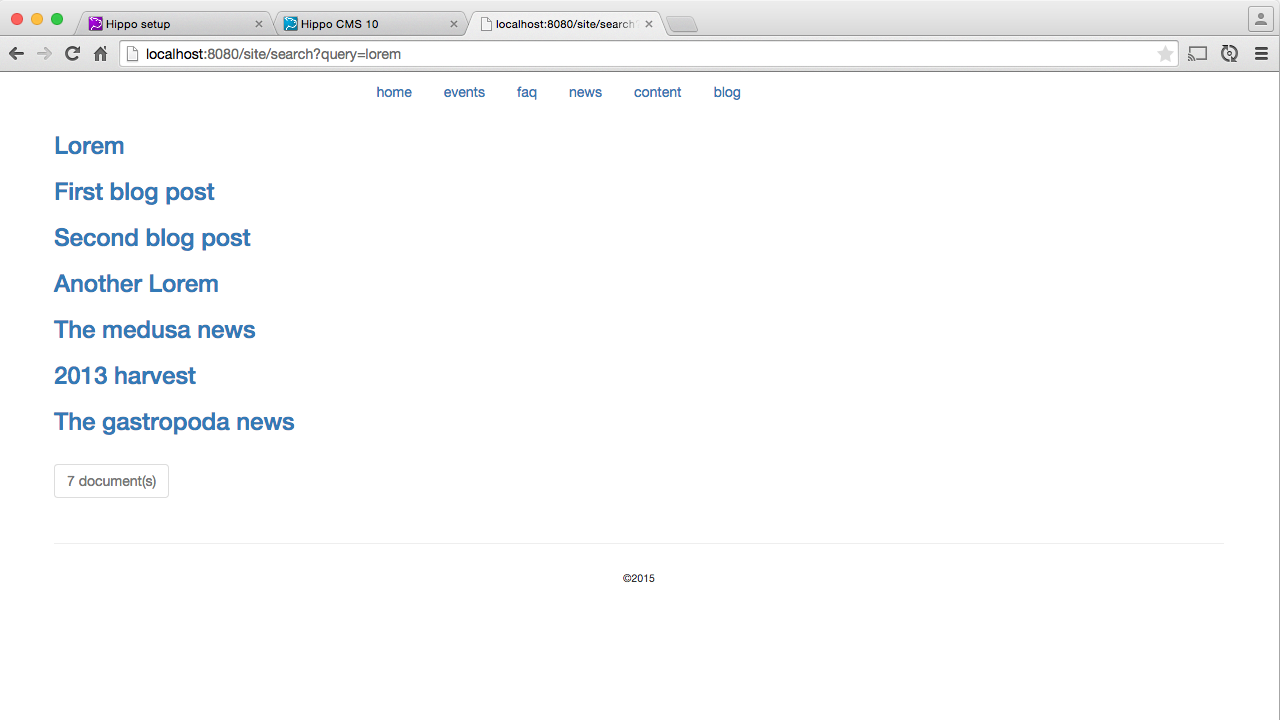 Hippo setup
Hippo CMS 10
localhost:8080/site/search
localhost:8080/site/search?query=lorem
home events faq news content blog
Lorem
First blog post
Second blog post
Another Lorem
The medusa news
2013 harvest
The gastropoda news
7 document(s)
©2015